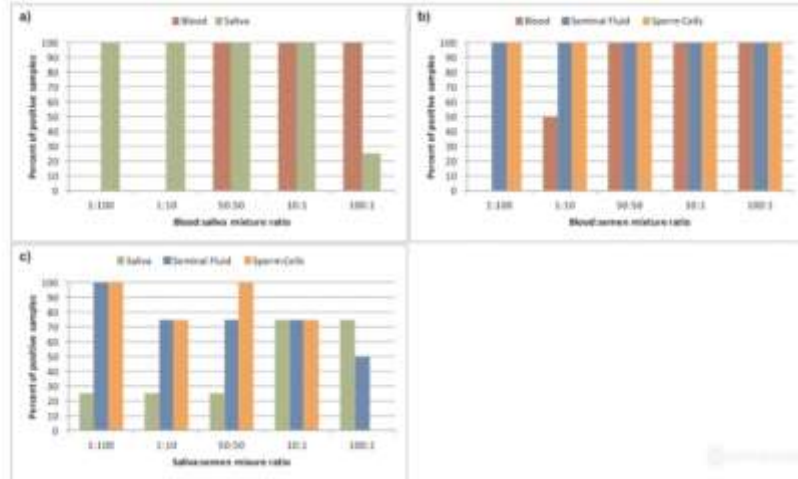 a)
Blood Saliva
Percent of positive samples
100
90
80
70
60
50
40
30
20
10
0
1:100 1:10 50:50 10:1 100:1
Blood:saliva mixture ratio
b)
Blood Seminal Fluid Sperm Cells
Percent of positive samples
100
90
80
70
60
50
40
30
20
10
0
1:100 1:10 50:50 10:1 100:1
Blood:semen mixture ratio
c)
Saliva Seminal Fluid Sperm Cells
Percent of positive samples
100
90
80
70
60
50
40
30
20
10
0
1:100 1:10 50:50 10:1 100:1
Saliva:semen mixure ratio